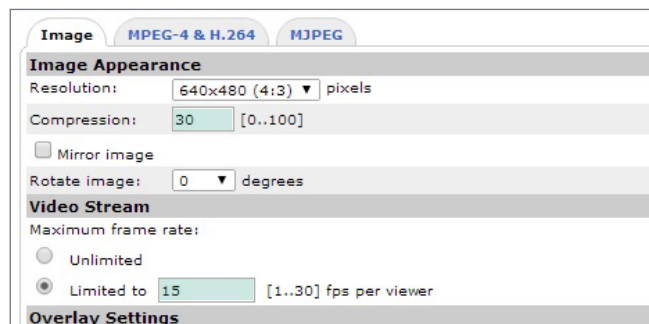 Image MPEG-4 & H.264 MJPEG
Image Appearance
Resolution: 640x480 (4:3) pixels
Compression: 30 [0..100]
Mirror image
Rotate image: 0 degrees
Video Stream
Maximum frame rate:
Unlimited
Limited to 15 [1..30] fps per viewer
Overlay Settings